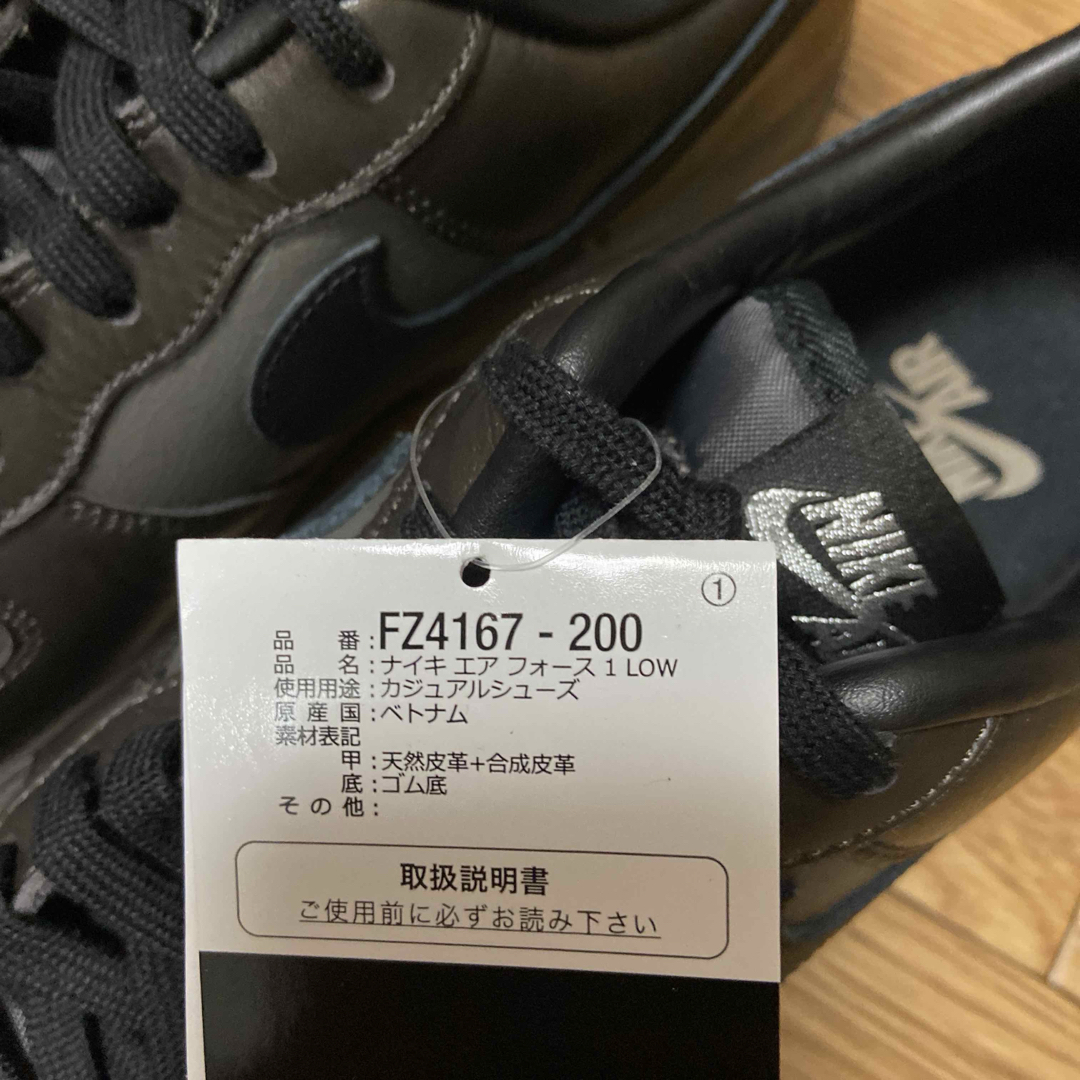 ①
品 番:FZ4167 - 200
品 名:ナイキ エア フォース 1 LOW
使用用途:カジュアルシューズ
原 産 国:ベトナム
素材表記
甲:天然皮革+合成皮革
底:ゴム底
そ の 他:
取扱説明書
ご使用前に必ずお読み下さい
NIKE
NIKE
AIR